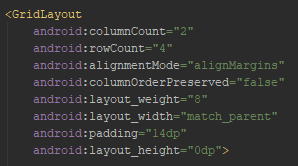 <GridLayout
android:columnCount="2"
android:rowCount="4"
android:alignmentMode="alignMargins"
android:columnOrderPreserved="false"
android:layout_weight="8"
android:layout_width="match_parent"
android:padding="14dp"
android:layout_height="0dp">